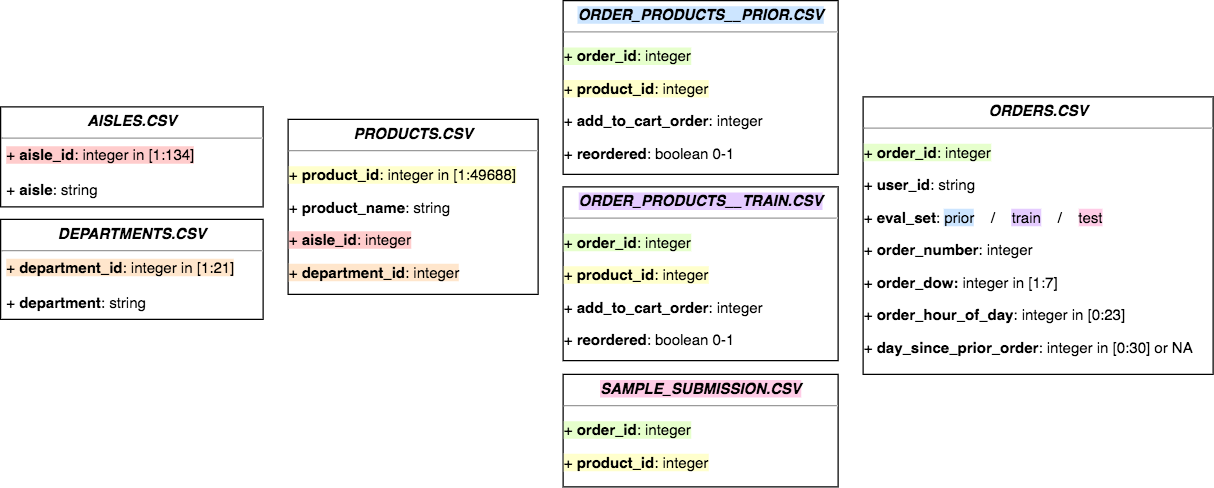 AISLES.CSV
+ aisle_id: integer in [1:134]
+ aisle: string
DEPARTMENTS.CSV
+ department_id: integer in [1:21]
+ department: string
PRODUCTS.CSV
+ product_id: integer in [1:49688]
+ product_name: string
+ aisle_id: integer
+ department_id: integer
ORDER_PRODUCTS__PRIOR.CSV
+ order_id: integer
+ product_id: integer
+ add_to_cart_order: integer
+ reordered: boolean 0-1
ORDER_PRODUCTS__TRAIN.CSV
+ order_id: integer
+ product_id: integer
+ add_to_cart_order: integer
+ reordered: boolean 0-1
SAMPLE_SUBMISSION.CSV
+ order_id: integer
+ product_id: integer
ORDERS.CSV
+ order_id: integer
+ user_id: string
+ eval_set: prior / train / test
+ order_number: integer
+ order_dow: integer in [1:7]
+ order_hour_of_day: integer in [0:23]
+ day_since_prior_order: integer in [0:30] or NA